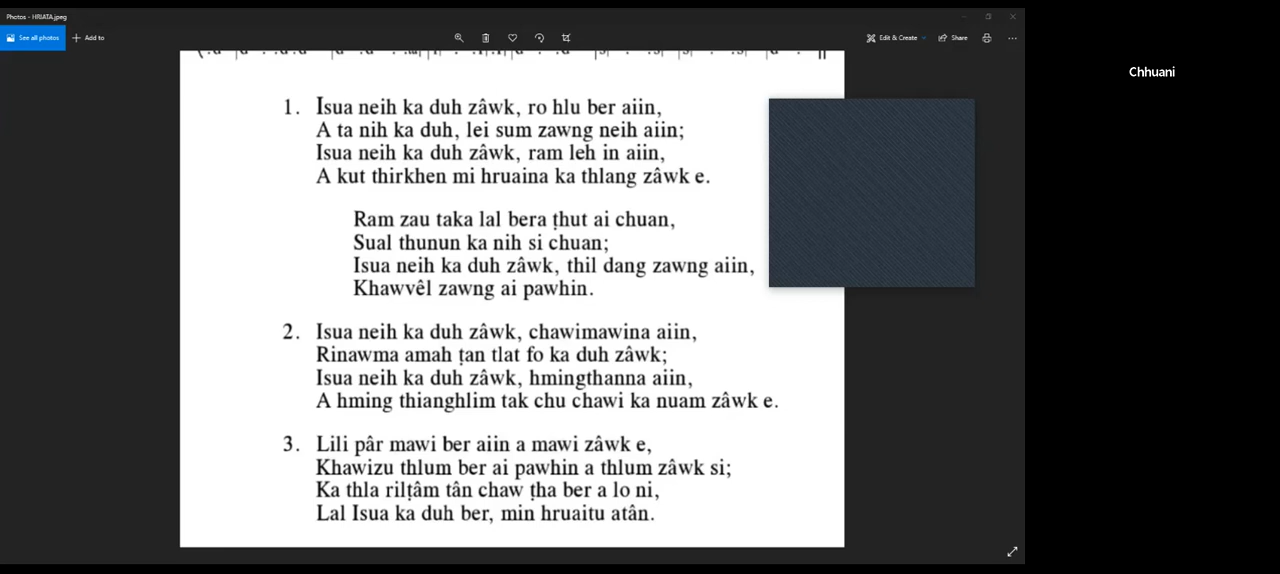 Photos - HRIATA.jpeg
See all photos
Add to
Edit & Create
Share
Chhuani
1. Isua neih ka duh zâwk, ro hlu ber aiin,
A ta nih ka duh, lei sum zawng neih aiin;
Isua neih ka duh zâwk, ram leh in aiin,
A kut thirkhen mi hruaina ka thlang zâwk e.
Ram zau taka lal bera ṭhut ai chuan,
Sual thunun ka nih si chuan;
Isua neih ka duh zâwk, thil dang zawng aiin,
Khawvêl zawng ai pawhin.
2. Isua neih ka duh zâwk, chawimawina aiin,
Rinawma amah ṭan tlat fo ka duh zâwk;
Isua neih ka duh zâwk, hmingthanna aiin,
A hming thianghlim tak chu chawi ka nuam zâwk e.
3. Lili pâr mawi ber aiin a mawi zâwk e,
Khawizu thlum ber ai pawhin a thlum zâwk si;
Ka thla rilṭâm tân chaw ṭha ber a lo ni,
Lal Isua ka duh ber, min hruaitu atân.